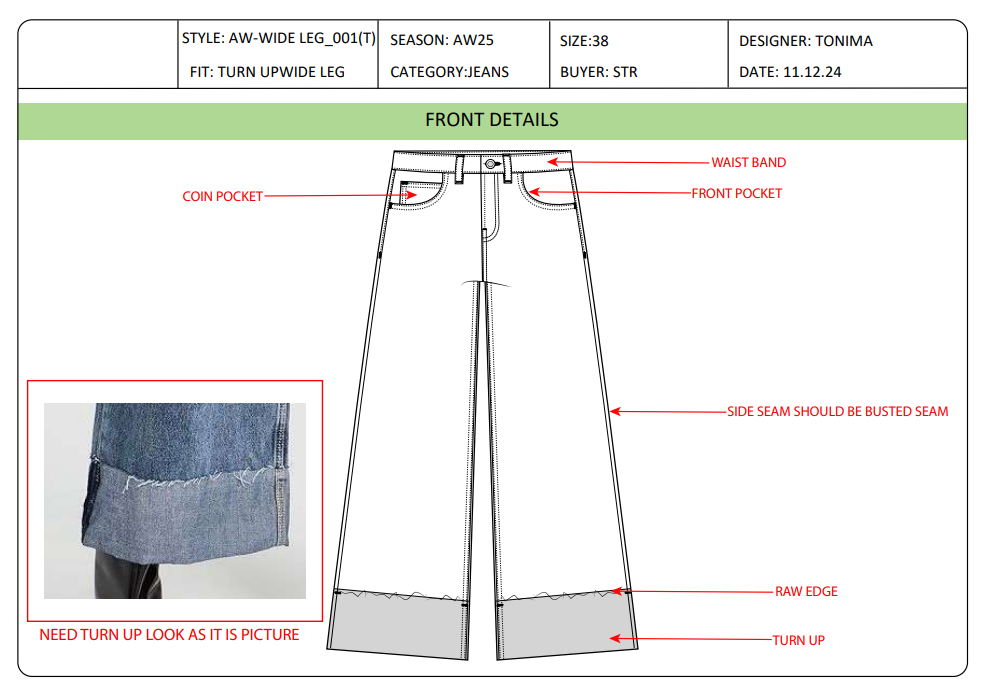 STYLE: AW-WIDE LEG_001(T)
FIT: TURN UPWIDE LEG
SEASON: AW25
CATEGORY:JEANS
SIZE:38
BUYER: STR
DESIGNER: TONIMA
DATE: 11.12.24
FRONT DETAILS
WAIST BAND
COIN POCKET
FRONT POCKET
SIDE SEAM SHOULD BE BUSTED SEAM
RAW EDGE
NEED TURN UP LOOK AS IT IS PICTURE
TURN UP